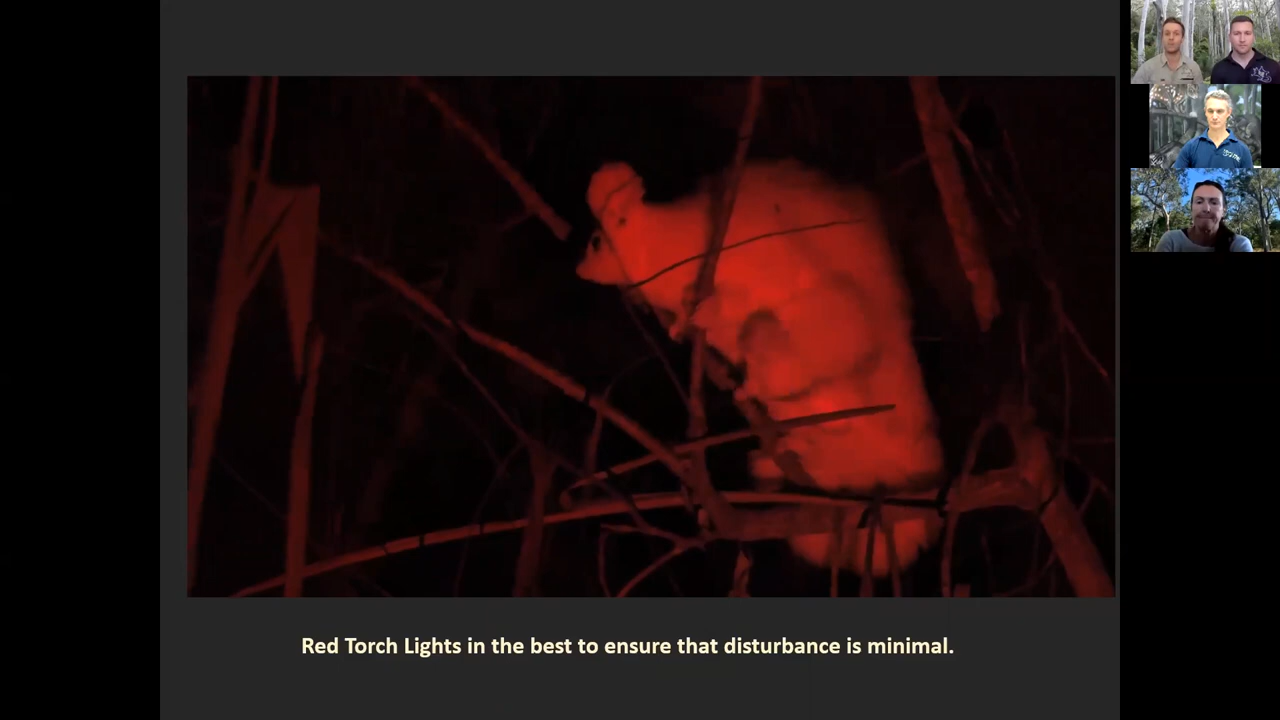 Red Torch Lights in the best to ensure that disturbance is minimal.